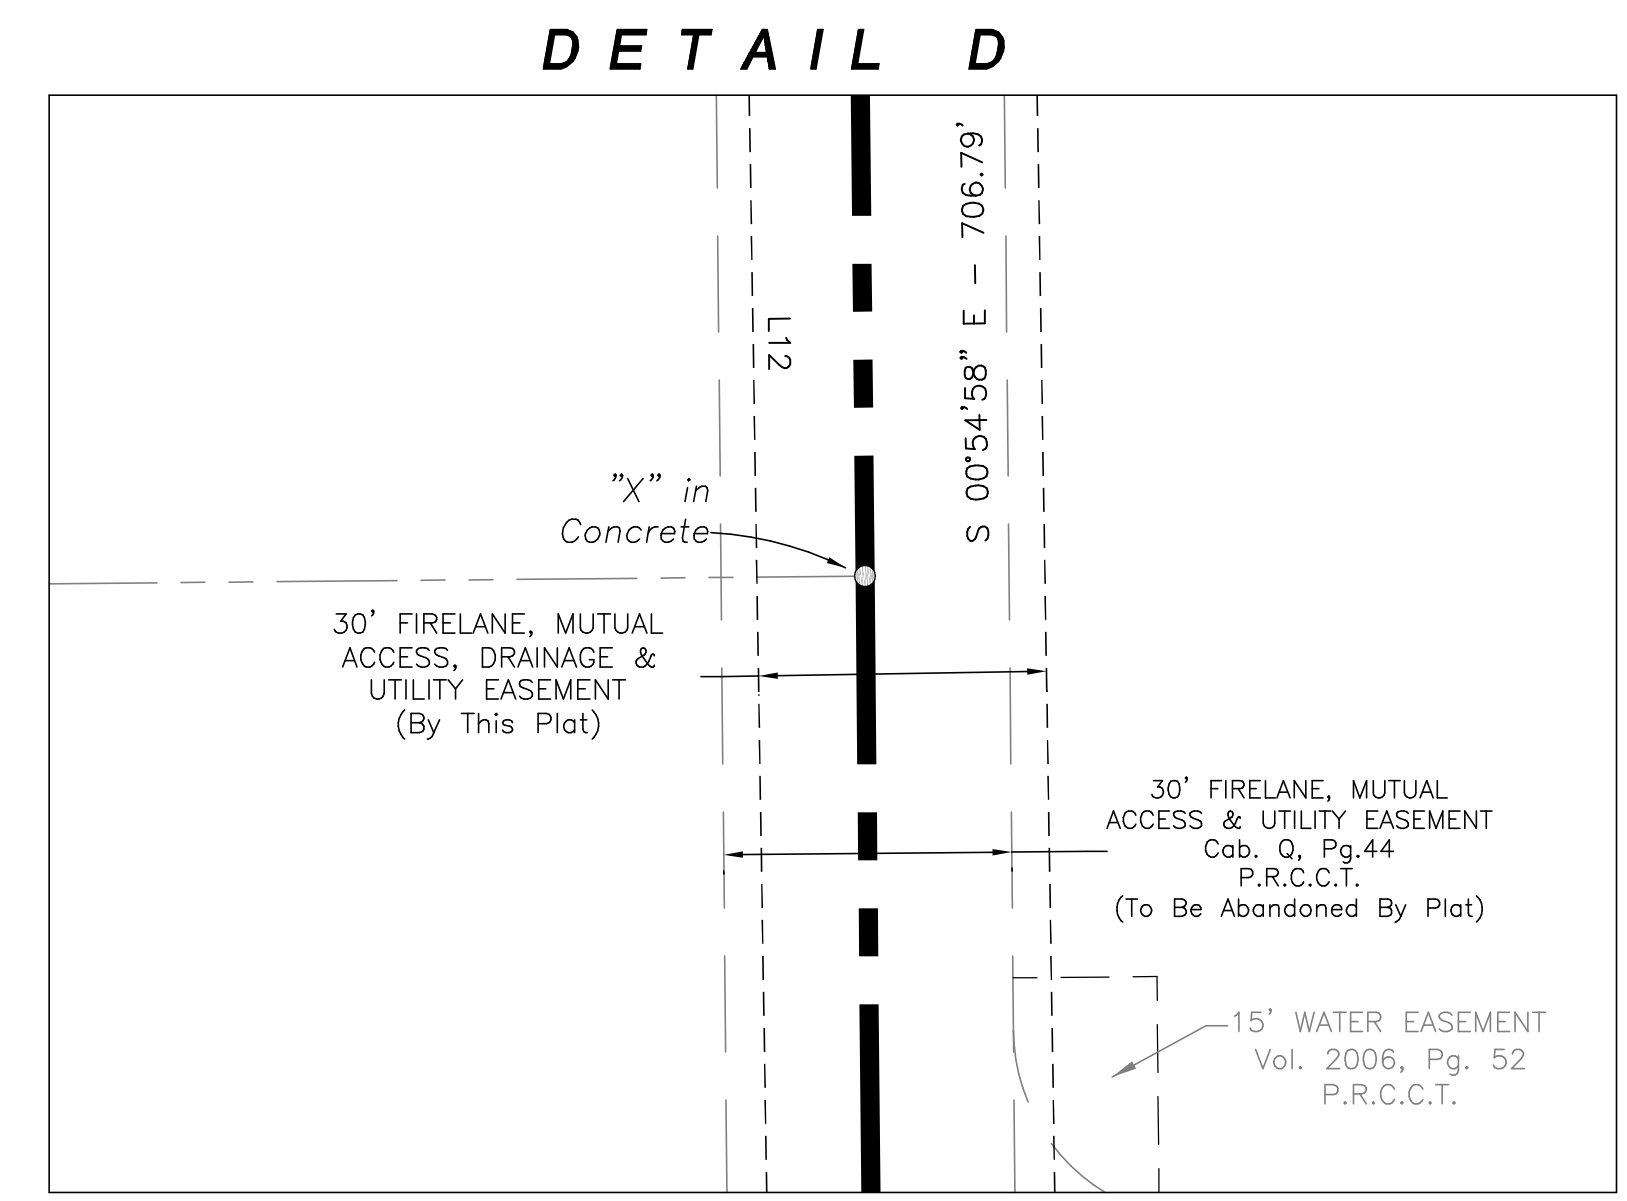 DETAIL D
S 00°54'58" E - 706.79'
L12
"X" in
Concrete
30' FIRELANE, MUTUAL
ACCESS, DRAINAGE &
UTILITY EASEMENT
(By This Plat)
30' FIRELANE, MUTUAL
ACCESS & UTILITY EASEMENT
Cab. Q, Pg.44
P.R.C.C.T.
(To Be Abandoned By Plat)
15' WATER EASEMENT
Vol. 2006, Pg. 52
P.R.C.C.T.